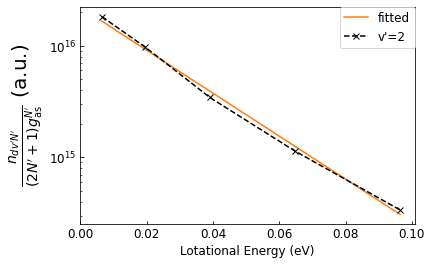 fitted
v'=2
10^16
10^15
n_{dv'N'} / (2N' + 1)g_{as}^{N'} (a.u.)
0.00 0.02 0.04 0.06 0.08 0.10
Lotational Energy (eV)